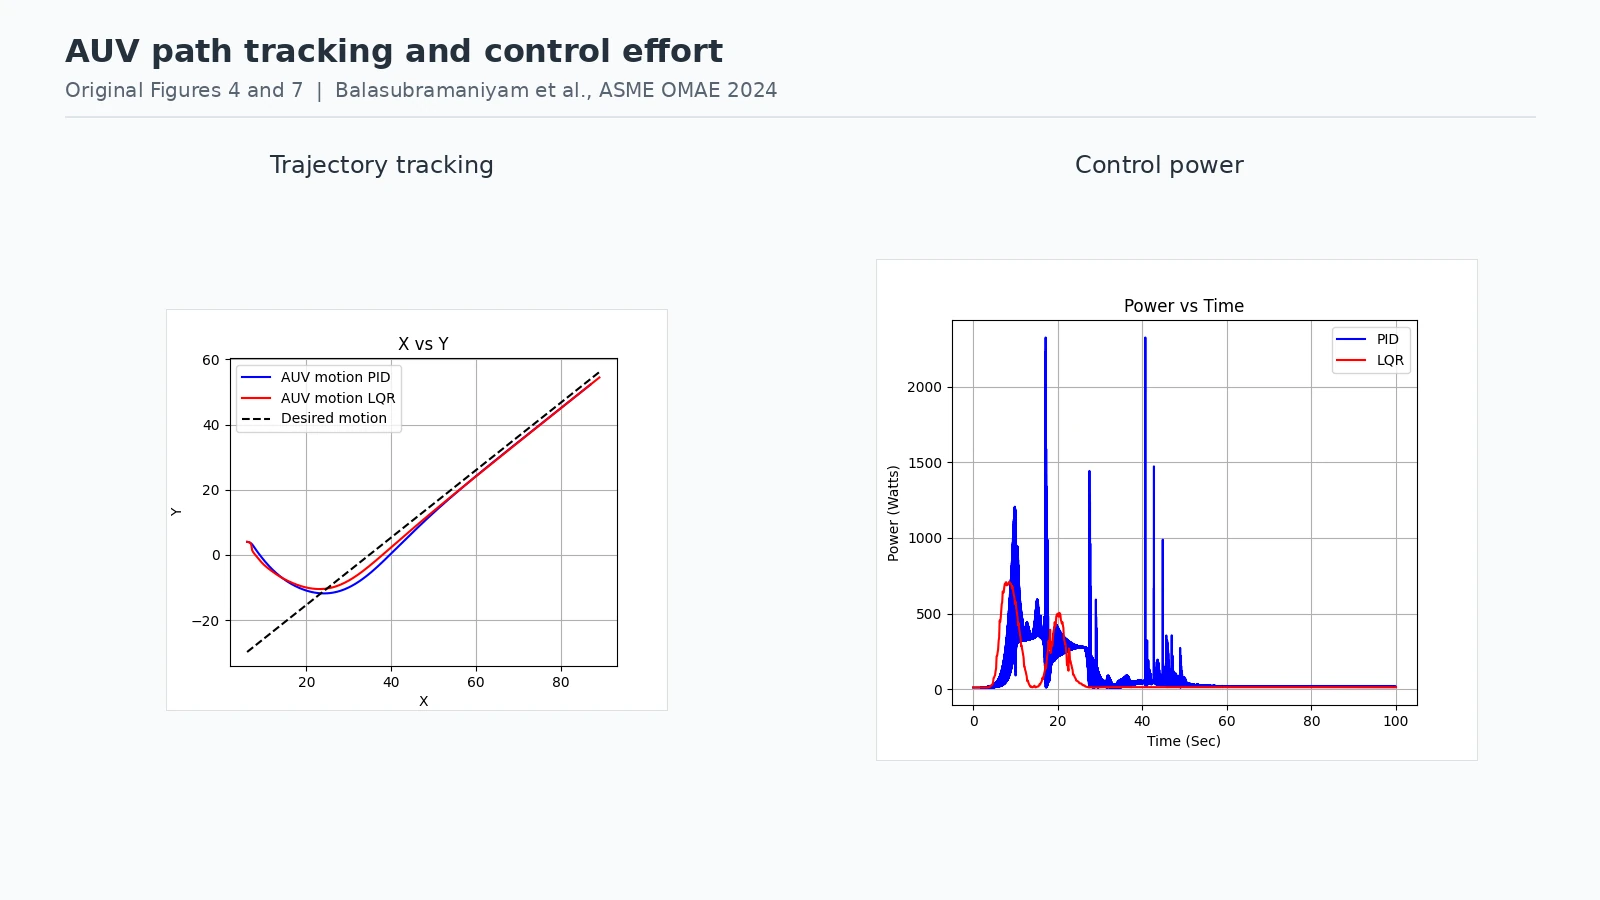 AUV path tracking and control effort
Original Figures 4 and 7 | Balasubramaniyam et al., ASME OMAE 2024
Trajectory tracking
Control power
X vs Y
AUV motion PID
AUV motion LQR
Desired motion
60
40
20
0
−20
Y
20 40 60 80
X
Power vs Time
PID
LQR
2000
1500
1000
500
0
Power (Watts)
0 20 40 60 80 100
Time (Sec)